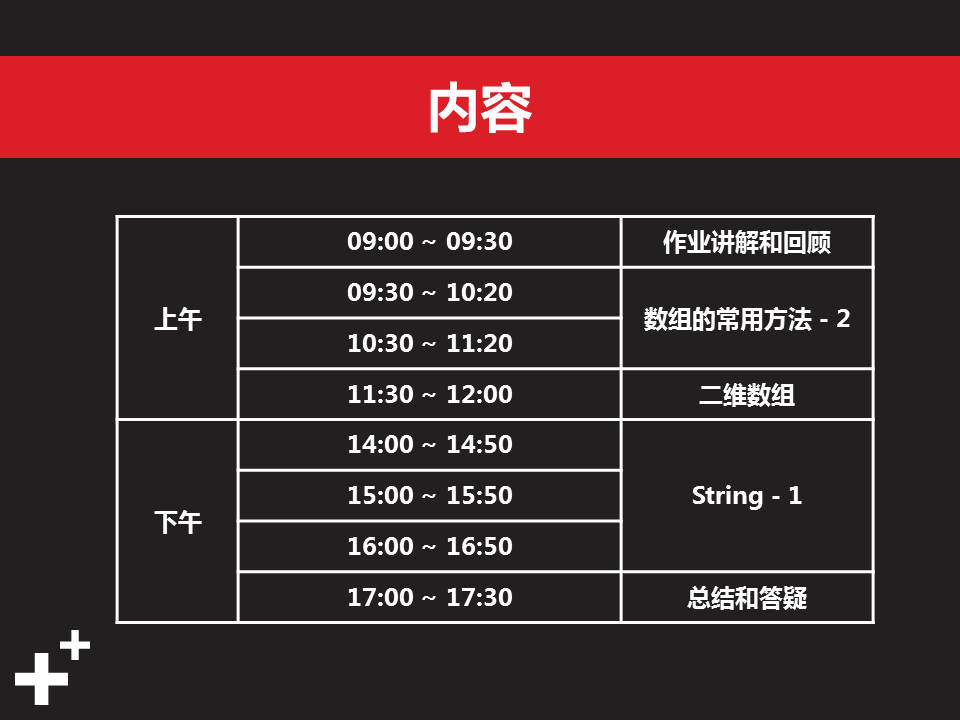 内容
上午
09:00 ~ 09:30
作业讲解和回顾
09:30 ~ 10:20
数组的常用方法 - 2
10:30 ~ 11:20
11:30 ~ 12:00
二维数组
下午
14:00 ~ 14:50
String - 1
15:00 ~ 15:50
16:00 ~ 16:50
17:00 ~ 17:30
总结和答疑